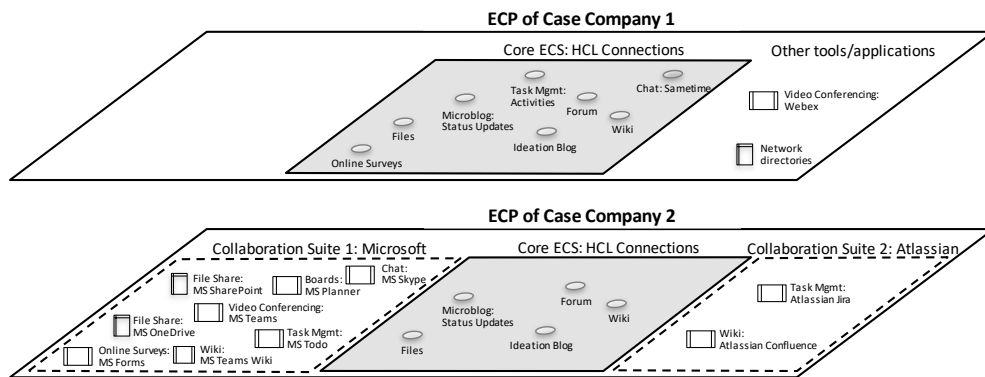 ECP of Case Company 1
Core ECS: HCL Connections
Other tools/applications
Task Mgmt:
Activities
Chat: Sametime
Video Conferencing:
Webex
Microblog:
Status Updates
Forum
Files
Wiki
Ideation Blog
Online Surveys
Network
directories
ECP of Case Company 2
Collaboration Suite 1: Microsoft
Core ECS: HCL Connections
Collaboration Suite 2: Atlassian
File Share:
MS SharePoint
Boards:
MS Planner
Chat:
MS Skype
Video Conferencing:
MS Teams
File Share:
MS OneDrive
Task Mgmt:
MS Todo
Online Surveys:
MS Forms
Wiki:
MS Teams Wiki
Microblog:
Status Updates
Forum
Wiki
Ideation Blog
Files
Task Mgmt:
Atlassian Jira
Wiki:
Atlassian Confluence